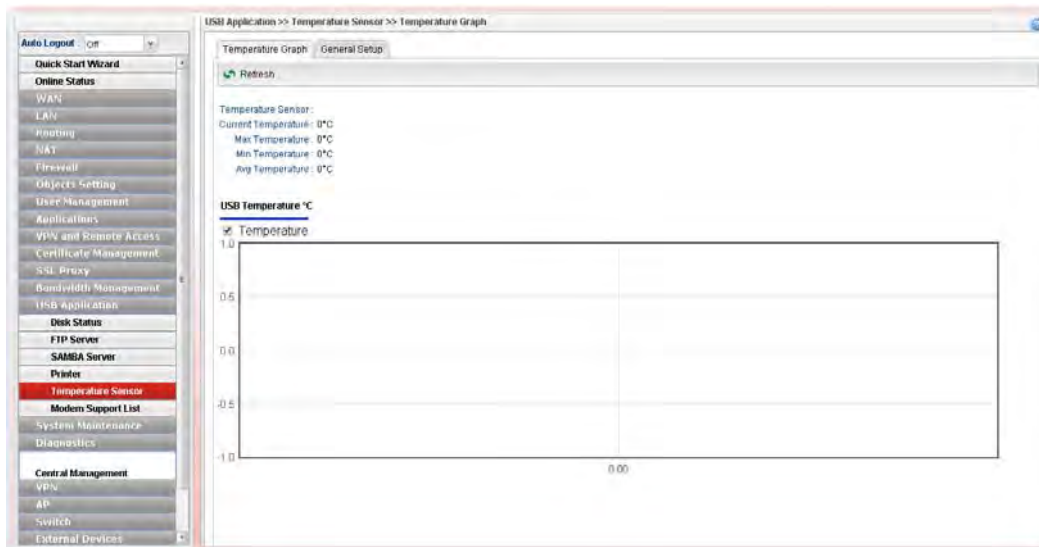 USB Application >> Temperature Sensor >> Temperature Graph
Auto Logout : Off
Quick Start Wizard
Online Status
WAN
LAN
Routing
NAT
Firewall
Objects Setting
User Management
Applications
VPN and Remote Access
Certificate Management
SSL Proxy
Bandwidth Management
USB Application
Disk Status
FTP Server
SAMBA Server
Printer
Temperature Sensor
Modem Support List
System Maintenance
Diagnostics
Central Management
VPN
AP
Switch
External Devices
Temperature Graph General Setup
Refresh
Temperature Sensor :
Current Temperature : 0°C
Max Temperature : 0°C
Min Temperature : 0°C
Avg Temperature : 0°C
USB Temperature °C
Temperature
1.0
0.5
0.0
-0.5
-1.0
0.00